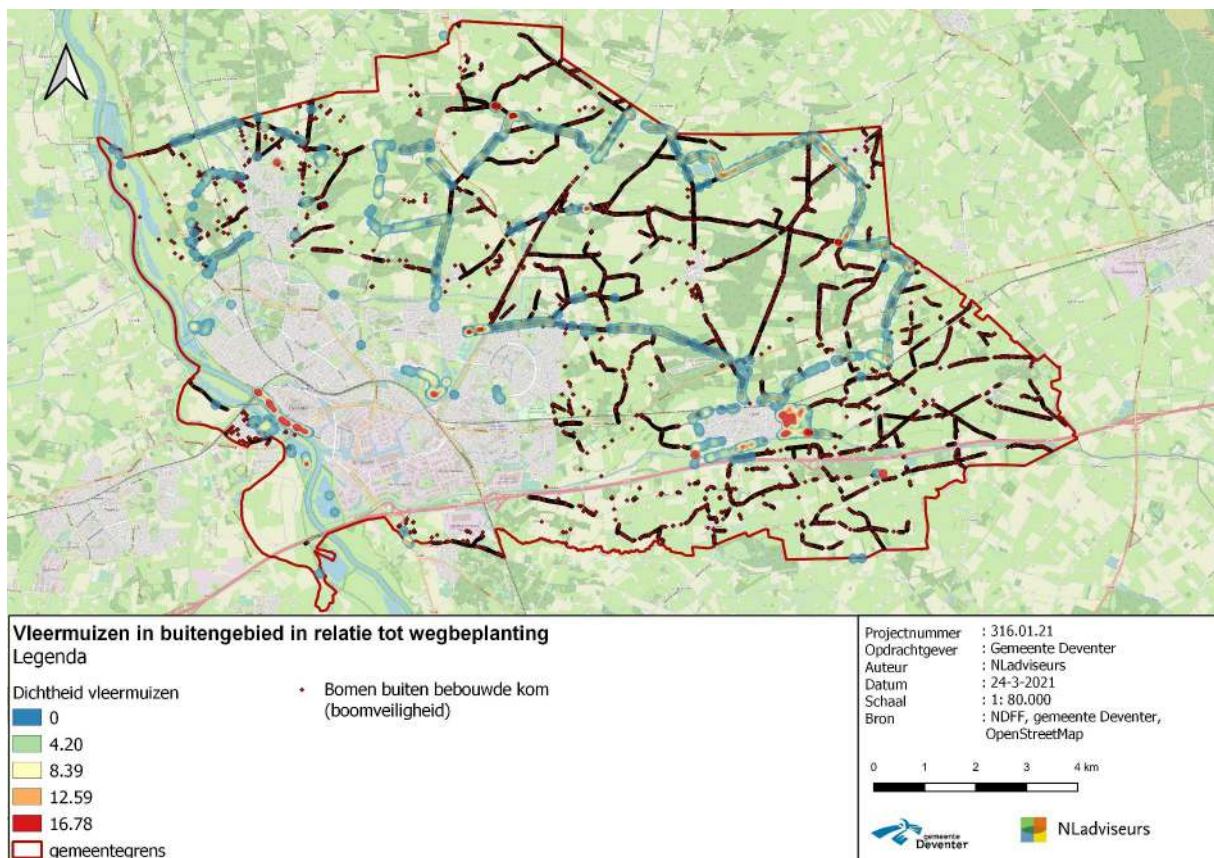 Vleermuizen in buitengebied in relatie tot wegbeplanting
Legenda
Dichtheid vleermuizen
0
4.20
8.39
12.59
16.78
gemeentegrens
Bomen buiten bebouwde kom
(boomveiligheid)
Projectnummer : 316.01.21
Opdrachtgever : Gemeente Deventer
Auteur : NLadviseurs
Datum : 24-3-2021
Schaal : 1: 80.000
Bron : NDFF, gemeente Deventer,
OpenStreetMap
0 1 2 3 4 km
gemeente
Deventer
NLadviseurs